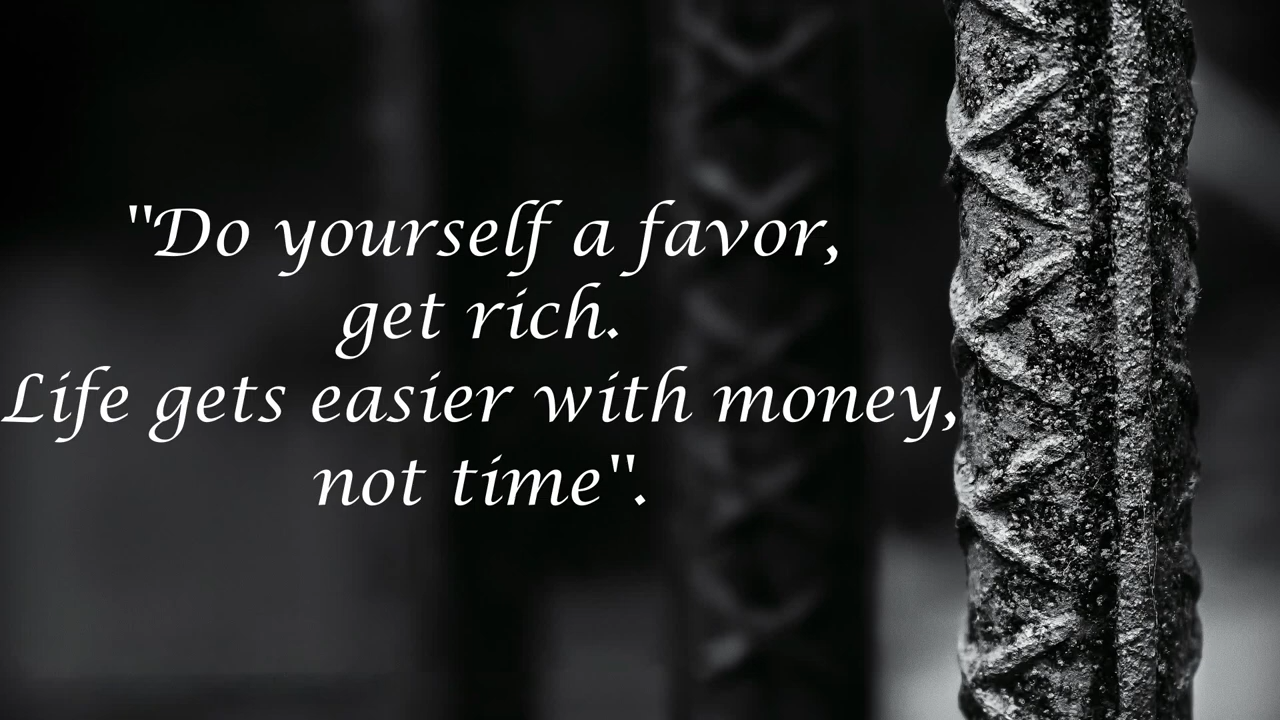 "Do yourself a favor,
get rich.
Life gets easier with money,
not time".